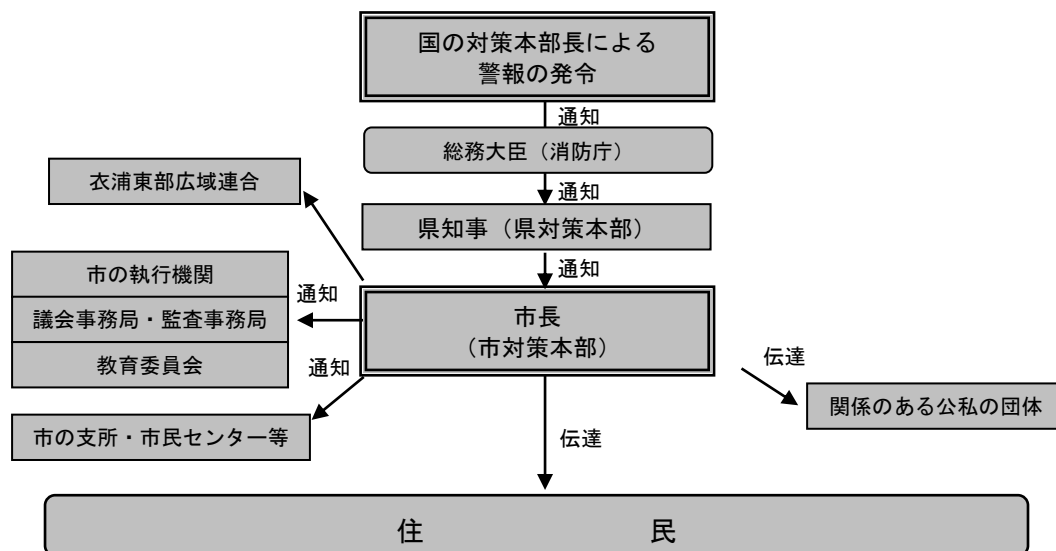 国の対策本部長による
警報の発令
通知
総務大臣（消防庁）
通知
衣浦東部広域連合
県知事（県対策本部）
通知
市の執行機関
通知
議会事務局・監査事務局
市長
（市対策本部）
教育委員会
通知
伝達
関係のある公私の団体
市の支所・市民センター等
伝達
住　　　　民